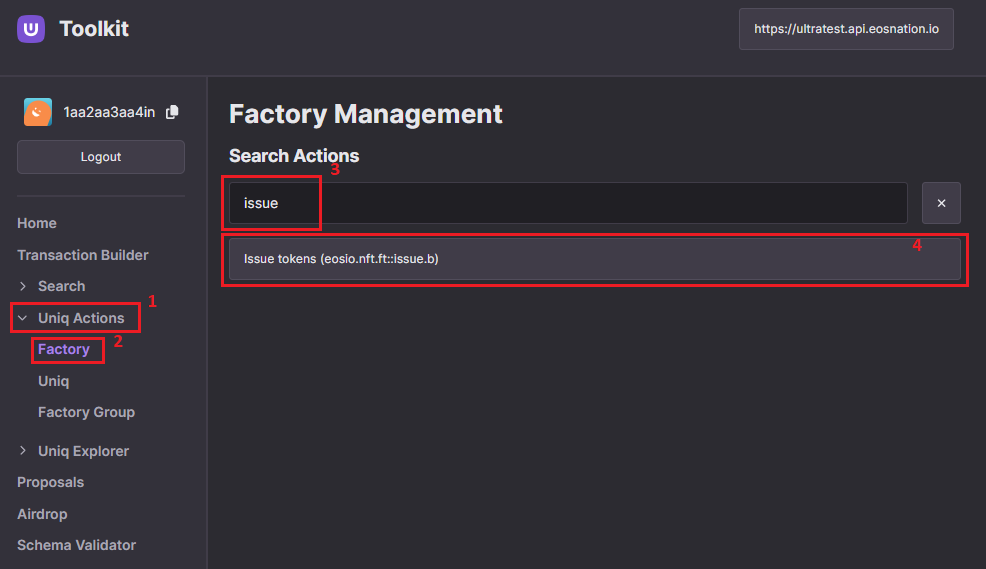 Toolkit
https://ultratest.api.eosnation.io
1aa2aa3aa4in
Logout
Home
Transaction Builder
Search
Uniq Actions
1
Factory
2
Uniq
Factory Group
Uniq Explorer
Proposals
Airdrop
Schema Validator
Factory Management
Search Actions
3
issue
×
4
Issue tokens (eosio.nft.ft::issue.b)